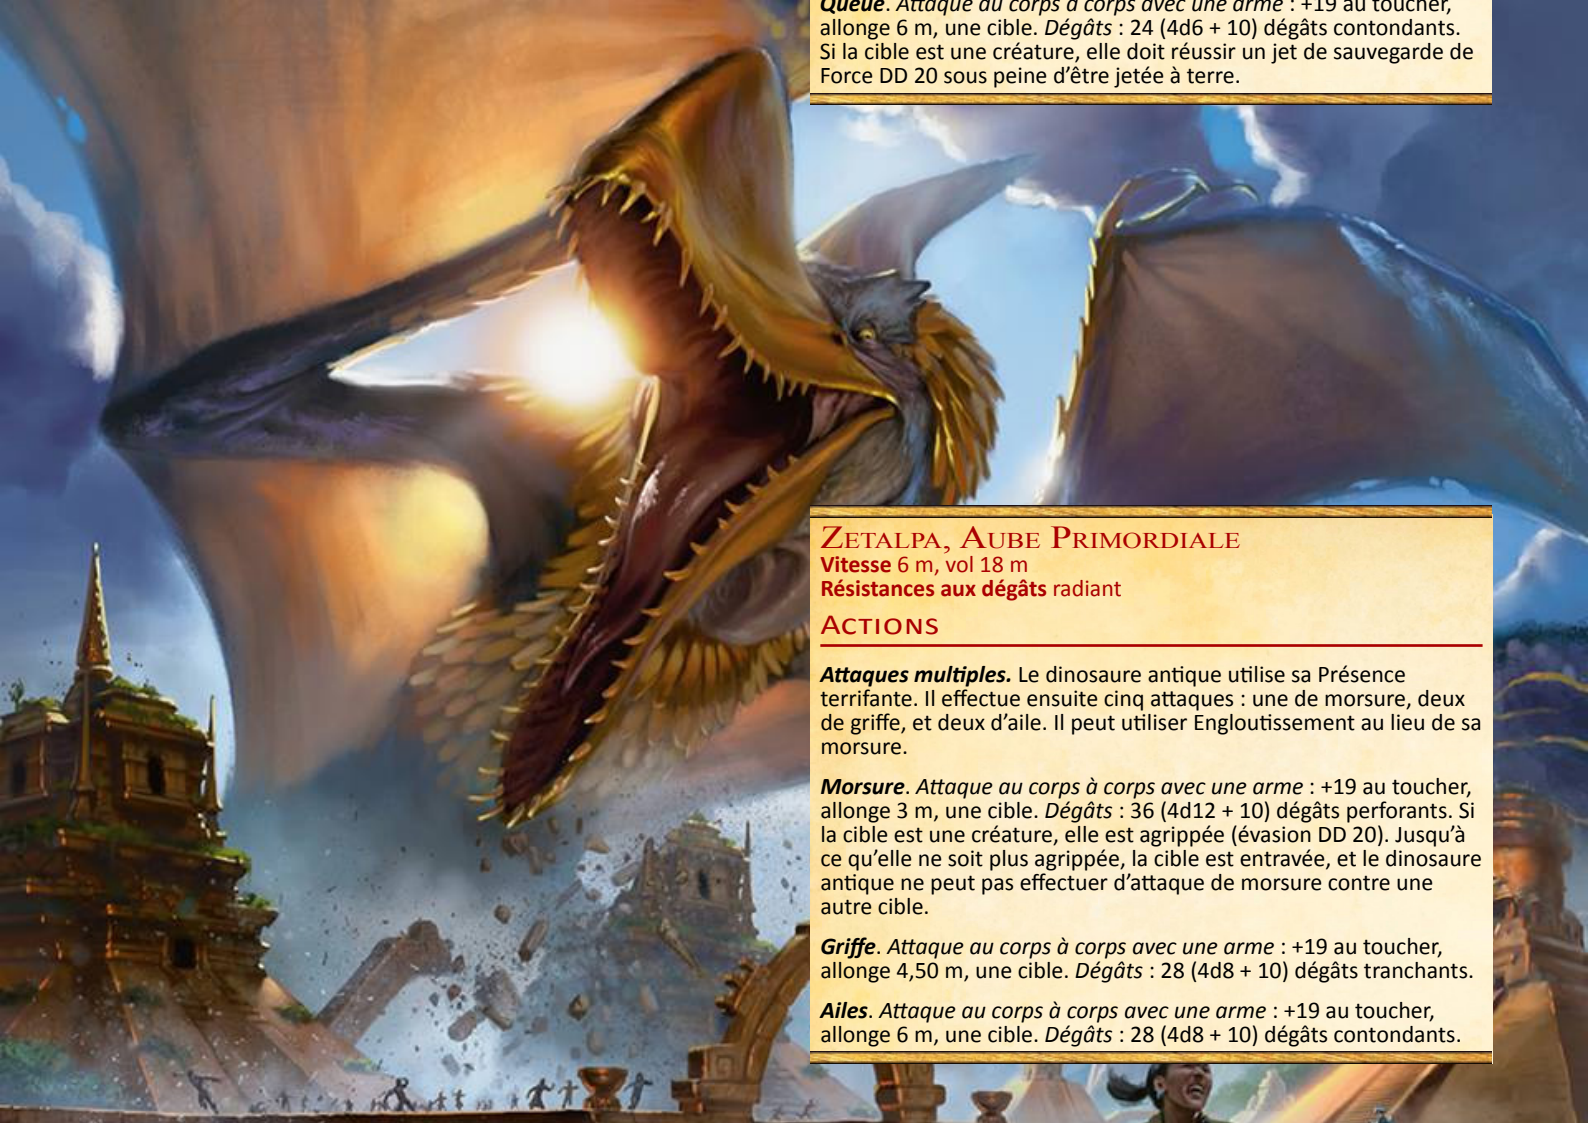 Queue. Attaque au corps à corps avec une arme : +19 au toucher,
allonge 6 m, une cible. Dégâts : 24 (4d6 + 10) dégâts contondants.
Si la cible est une créature, elle doit réussir un jet de sauvegarde de
Force DD 20 sous peine d’être jetée à terre.
Zetalpa, Aube Primordiale
Vitesse 6 m, vol 18 m
Résistances aux dégâts radiant
Actions
Attaques multiples. Le dinosaure antique utilise sa Présence
terrifante. Il effectue ensuite cinq attaques : une de morsure, deux
de griffe, et deux d’aile. Il peut utiliser Engloutissement au lieu de sa
morsure.
Morsure. Attaque au corps à corps avec une arme : +19 au toucher,
allonge 3 m, une cible. Dégâts : 36 (4d12 + 10) dégâts perforants. Si
la cible est une créature, elle est agrippée (évasion DD 20). Jusqu’à
ce qu’elle ne soit plus agrippée, la cible est entravée, et le dinosaure
antique ne peut pas effectuer d’attaque de morsure contre une
autre cible.
Griffe. Attaque au corps à corps avec une arme : +19 au toucher,
allonge 4,50 m, une cible. Dégâts : 28 (4d8 + 10) dégâts tranchants.
Ailes. Attaque au corps à corps avec une arme : +19 au toucher,
allonge 6 m, une cible. Dégâts : 28 (4d8 + 10) dégâts contondants.